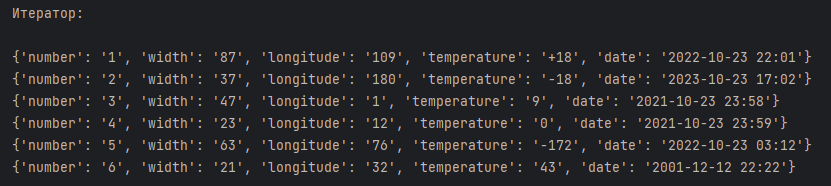 Итератор:
{'number': '1', 'width': '87', 'longitude': '109', 'temperature': '+18', 'date': '2022-10-23 22:01'}
{'number': '2', 'width': '37', 'longitude': '180', 'temperature': '-18', 'date': '2023-10-23 17:02'}
{'number': '3', 'width': '47', 'longitude': '1', 'temperature': '9', 'date': '2021-10-23 23:58'}
{'number': '4', 'width': '23', 'longitude': '12', 'temperature': '0', 'date': '2021-10-23 23:59'}
{'number': '5', 'width': '63', 'longitude': '76', 'temperature': '-172', 'date': '2022-10-23 03:12'}
{'number': '6', 'width': '21', 'longitude': '32', 'temperature': '43', 'date': '2001-12-12 22:22'}